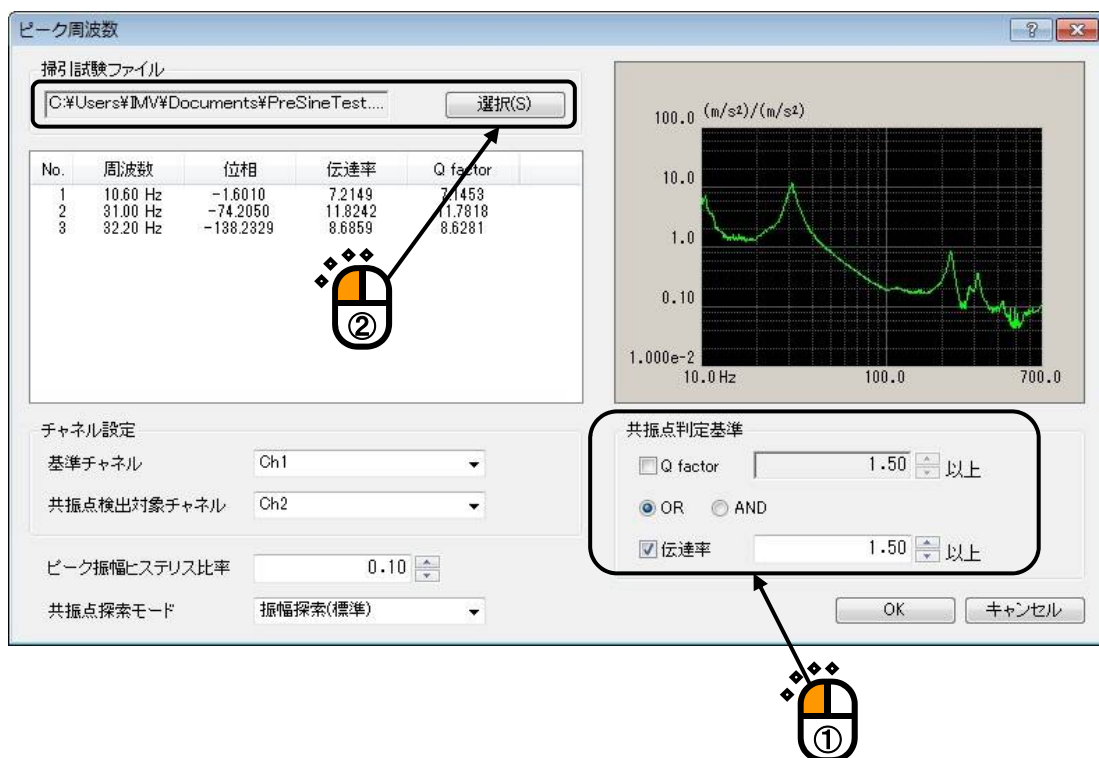 ピーク周波数
掃引試験ファイル
C:¥Users¥IMV¥Documents¥PreSineTest.... 選択(S)
No. 周波数 位相 伝達率 Q factor
1 10.60 Hz -1.6010 7.2149 7.1453
2 31.00 Hz -74.2050 11.8242 11.7818
3 32.20 Hz -138.2329 8.6859 8.6281
②
(m/s²)/(m/s²)
100.0
10.0
1.0
0.10
1.000e-2
10.0 Hz 100.0 700.0
チャネル設定
基準チャネル Ch1
共振点検出対象チャネル Ch2
ピーク振幅ヒステリス比率 0.10
共振点探索モード 振幅探索(標準)
共振点判定基準
Q factor 1.50 以上
OR AND
伝達率 1.50 以上
OK キャンセル
①